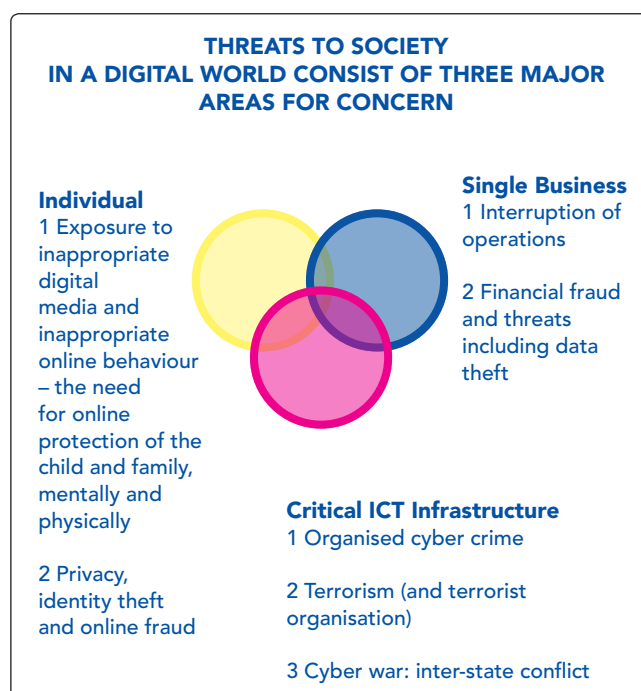 THREATS TO SOCIETY
IN A DIGITAL WORLD CONSIST OF THREE MAJOR
AREAS FOR CONCERN
Individual
1 Exposure to
inappropriate
digital
media and
inappropriate
online behaviour
– the need
for online
protection of the
child and family,
mentally and
physically
2 Privacy,
identity theft
and online fraud
Single Business
1 Interruption of
operations
2 Financial fraud
and threats
including data
theft
Critical ICT Infrastructure
1 Organised cyber crime
2 Terrorism (and terrorist
organisation)
3 Cyber war: inter-state conflict